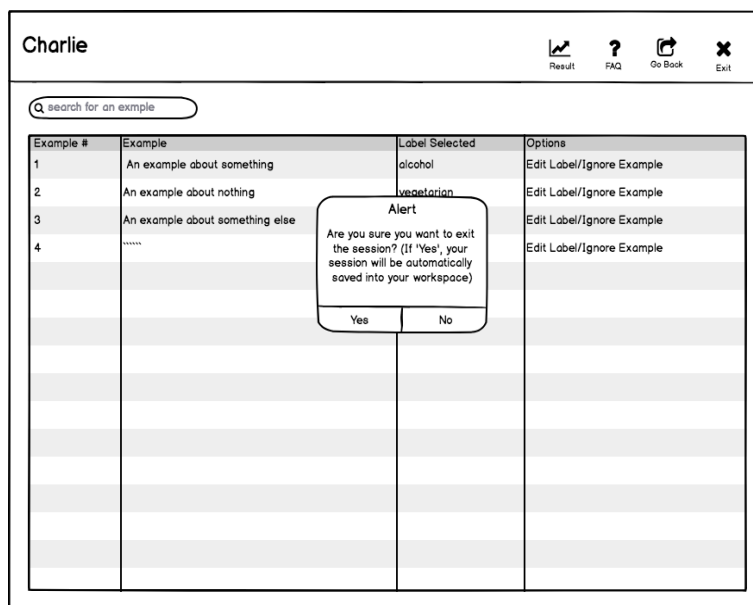 Charlie
Result
FAQ
Go Back
Exit
search for an exmple
Example # Example Label Selected Options
1 An example about something alcohol Edit Label/Ignore Example
2 An example about nothing vegetarian Edit Label/Ignore Example
3 An example about something else Edit Label/Ignore Example
4 `````` Edit Label/Ignore Example
Alert
Are you sure you want to exit
the session? (If 'Yes', your
session will be automatically
saved into your workspace)
Yes No